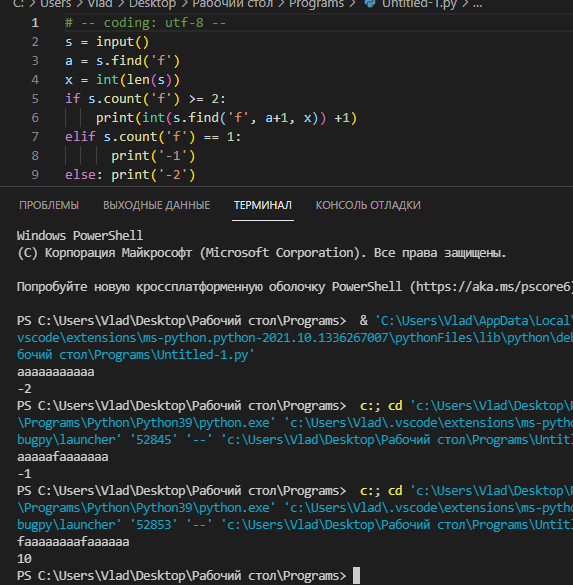 C: > Users > Vlad > Desktop > Рабочий стол > Programs > Untitled-1.py > ...
1 # -- coding: utf-8 --
2 s = input()
3 a = s.find('f')
4 x = int(len(s))
5 if s.count('f') >= 2:
6 print(int(s.find('f', a+1, x)) +1)
7 elif s.count('f') == 1:
8 print('-1')
9 else: print('-2')
ПРОБЛЕМЫ ВЫХОДНЫЕ ДАННЫЕ ТЕРМИНАЛ КОНСОЛЬ ОТЛАДКИ
Windows PowerShell
(C) Корпорация Майкрософт (Microsoft Corporation). Все права защищены.
Попробуйте новую кроссплатформенную оболочку PowerShell (https://aka.ms/pscore6)
PS C:\Users\Vlad\Desktop\Рабочий стол\Programs> & 'C:\Users\Vlad\AppData\Local\
vscode\extensions\ms-python.python-2021.10.1336267007\pythonFiles\lib\python\de
бочий стол\Programs\Untitled-1.py'
aaaaaaaaaaa
-2
PS C:\Users\Vlad\Desktop\Рабочий стол\Programs> c:; cd 'c:\Users\Vlad\Desktop\
\Programs\Python\Python39\python.exe' 'c:\Users\Vlad\.vscode\extensions\ms-pytho
bugpy\launcher' '52845' '--' 'c:\Users\Vlad\Desktop\Рабочий стол\Programs\Untitl
aaaaafaaaaaaa
-1
PS C:\Users\Vlad\Desktop\Рабочий стол\Programs> c:; cd 'c:\Users\Vlad\Desktop\
\Programs\Python\Python39\python.exe' 'c:\Users\Vlad\.vscode\extensions\ms-pytho
bugpy\launcher' '52853' '--' 'c:\Users\Vlad\Desktop\Рабочий стол\Programs\Untitl
faaaaaaaafaaaaaa
10
PS C:\Users\Vlad\Desktop\Рабочий стол\Programs>